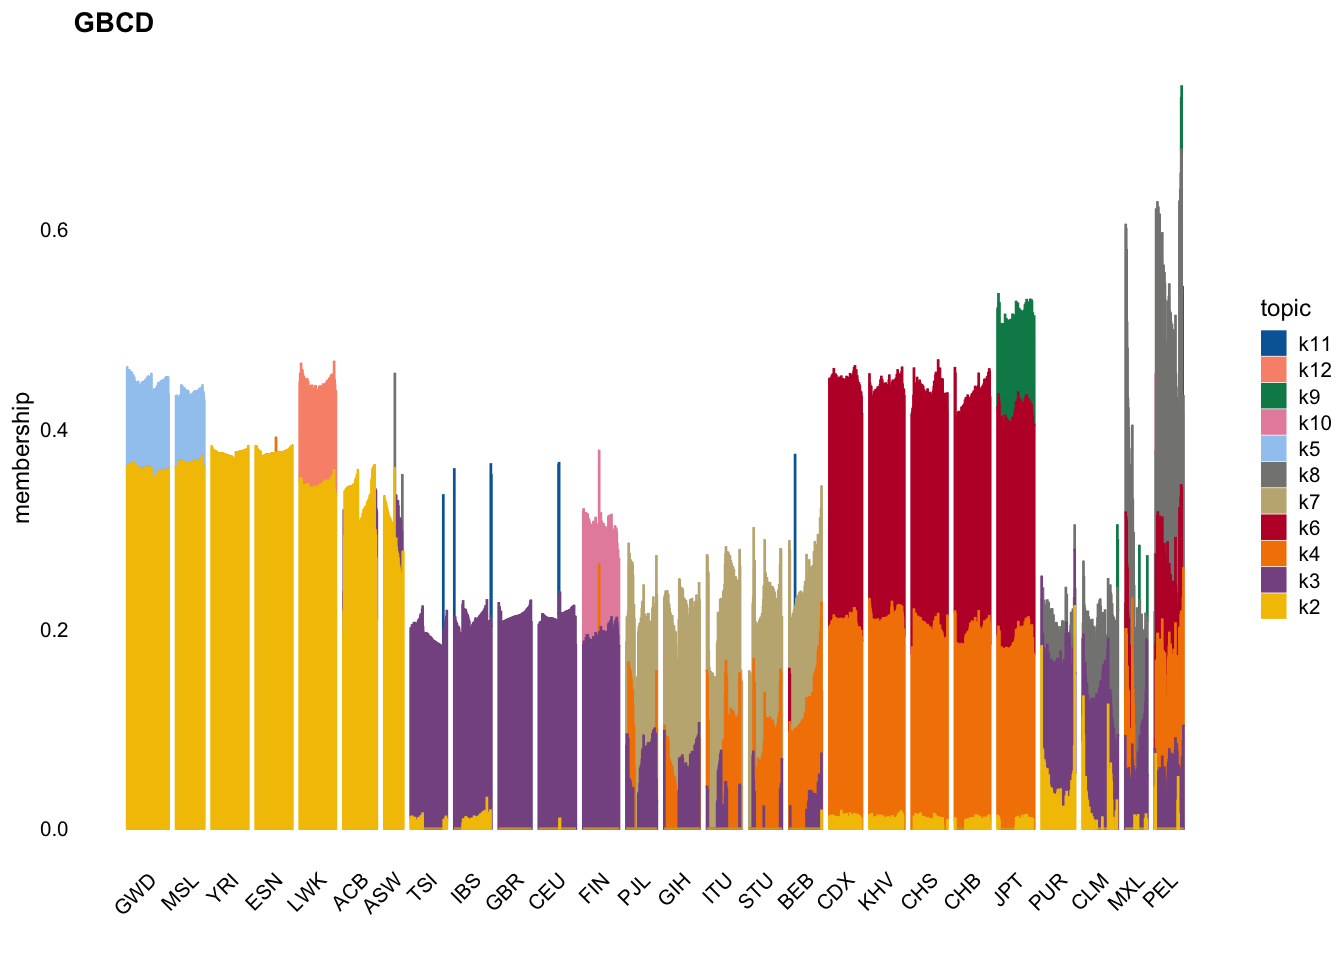 GBCD
membership
0.6
0.4
0.2
0.0
GWD
MSL
YRI
ESN
LWK
ACB
ASW
TSI
IBS
GBR
CEU
FIN
PJL
GIH
ITU
STU
BEB
CDX
KHV
CHS
CHB
JPT
PUR
CLM
MXL
PEL
topic
k11
k12
k9
k10
k5
k8
k7
k6
k4
k3
k2